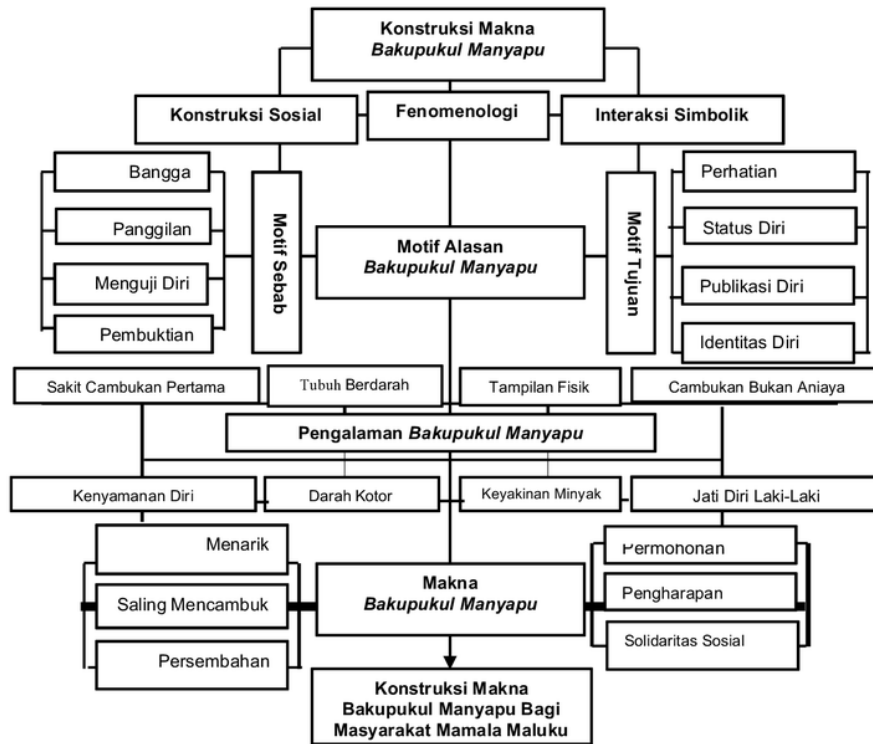 Konstruksi Makna
Bakupukul Manyapu
Konstruksi Sosial
Fenomenologi
Interaksi Simbolik
Bangga
Panggilan
Menguji Diri
Pembuktian
Motif Sebab
Motif Alasan
Bakupukul Manyapu
Motif Tujuan
Perhatian
Status Diri
Publikasi Diri
Identitas Diri
Sakit Cambukan Pertama
Tubuh Berdarah
Tampilan Fisik
Cambukan Bukan Aniaya
Pengalaman Bakupukul Manyapu
Kenyamanan Diri
Darah Kotor
Keyakinan Minyak
Jati Diri Laki-Laki
Menarik
Saling Mencambuk
Persembahan
Makna
Bakupukul Manyapu
Permononan
Pengharapan
Solidaritas Sosial
Konstruksi Makna
Bakupukul Manyapu Bagi
Masyarakat Mamala Maluku